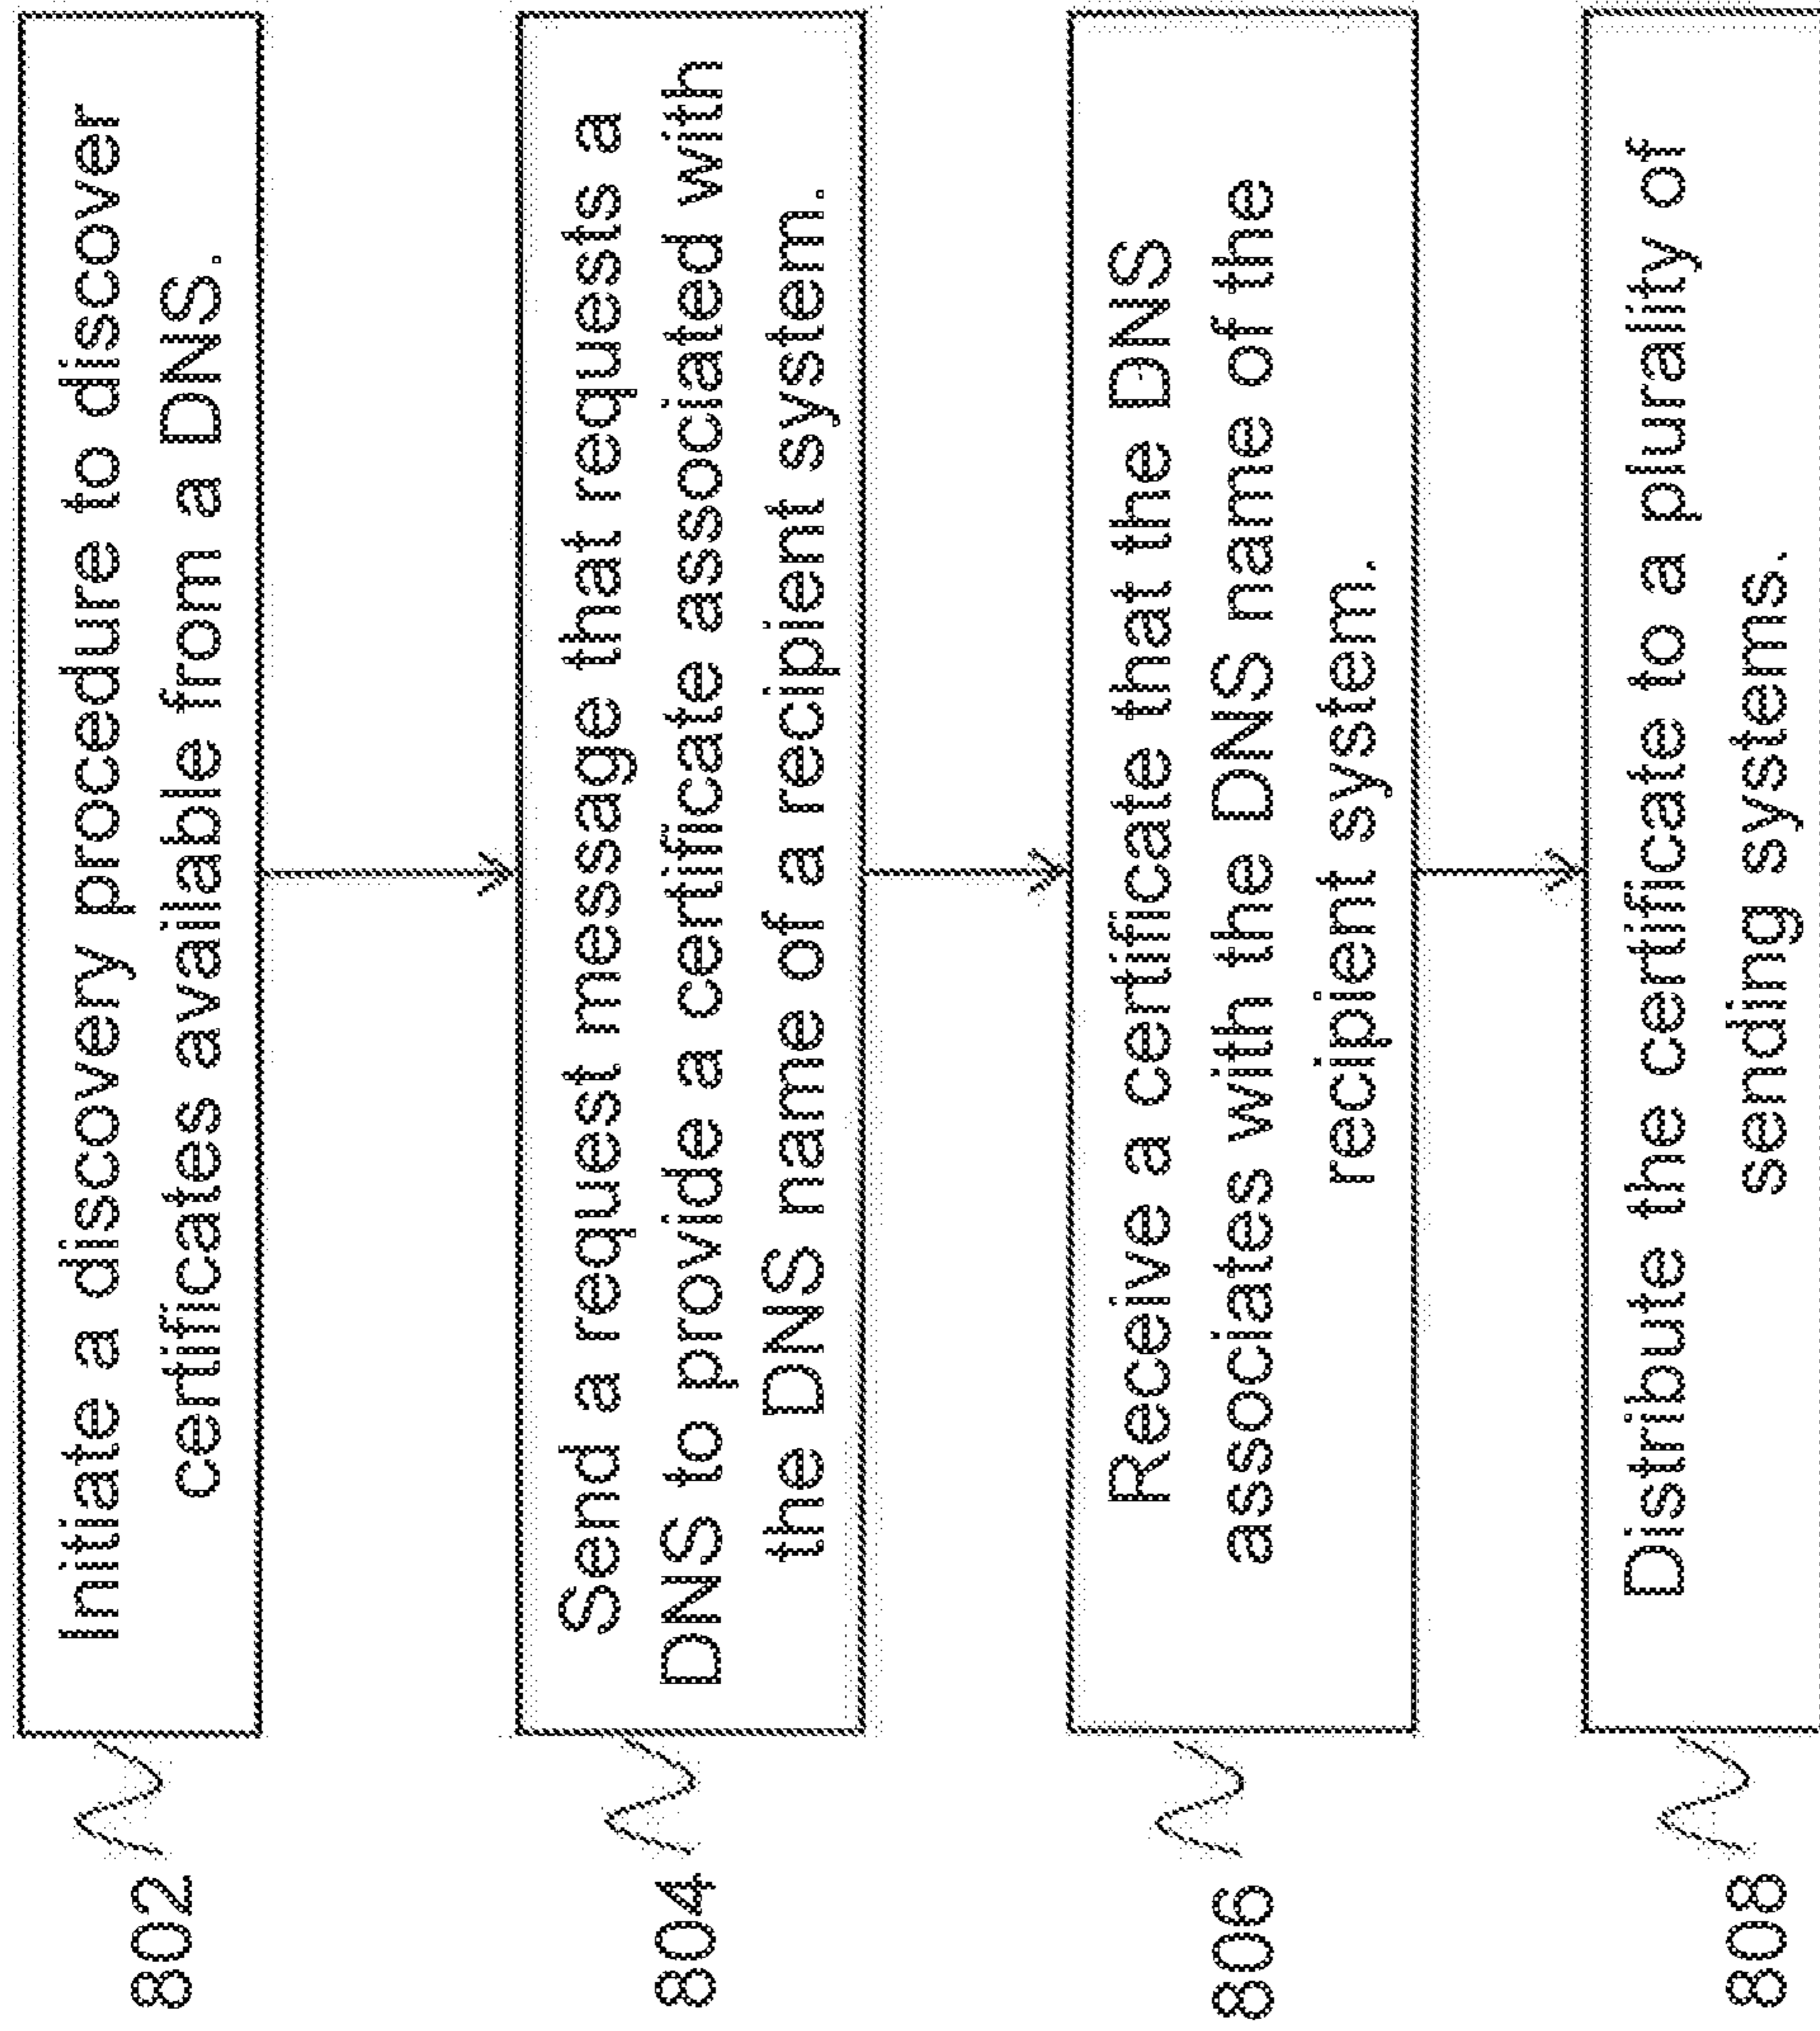 802
Initiate a discovery procedure to discover
certificates available from a DNS.
804
Send a request message that requests a
DNS to provide a certificate associated with
the DNS name of a recipient system.
806
Receive a certificate that the DNS
associates with the DNS name of the
recipient system.
808
Distribute the certificate to a plurality of
sending systems.